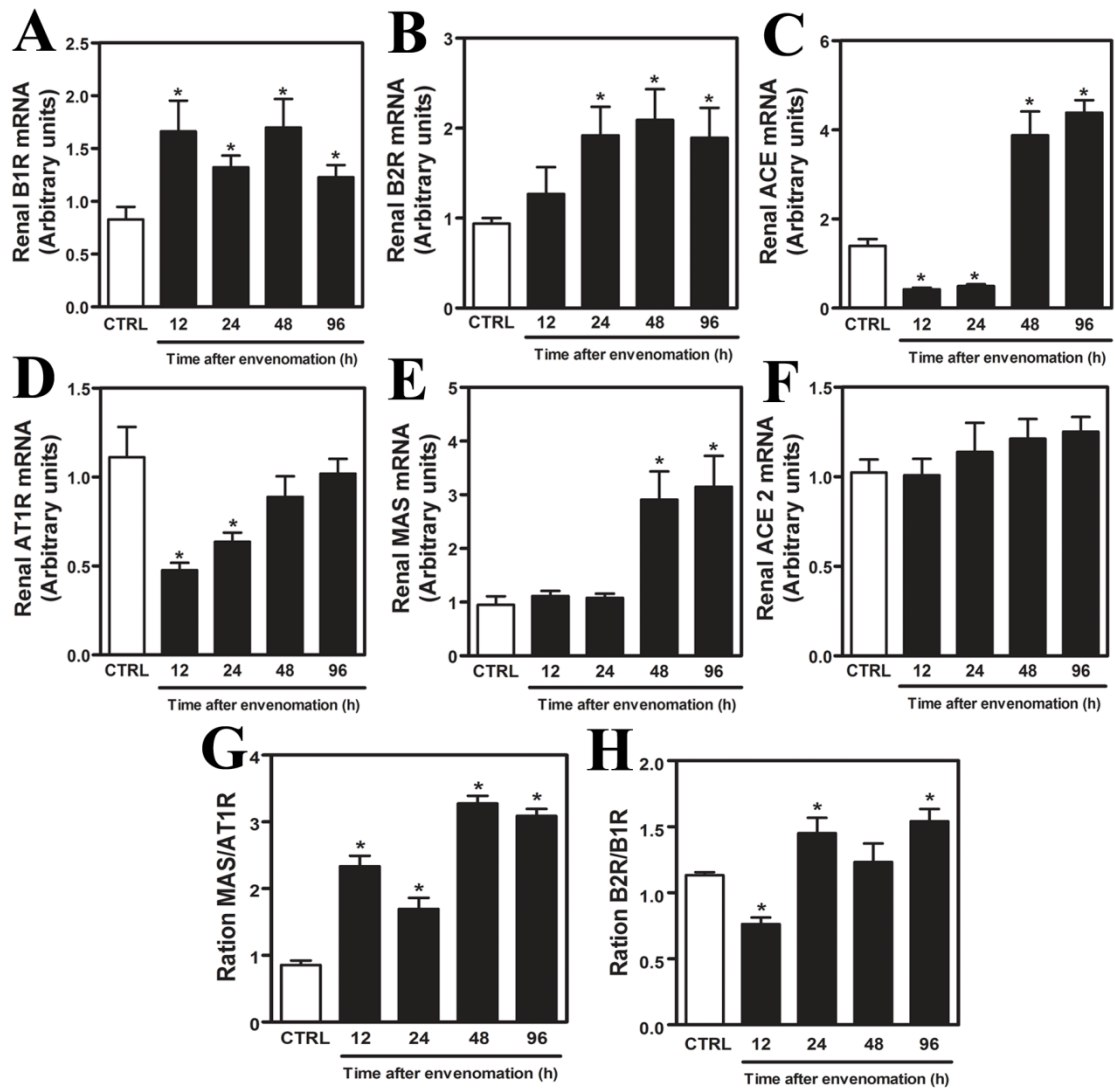 A
Renal B1R mRNA
(Arbitrary units)
2.5
2.0
1.5
1.0
0.5
0.0
* * * *
CTRL 12 24 48 96
Time after envenomation (h)
B
Renal B2R mRNA
(Arbitrary units)
3
2
1
0
* * *
CTRL 12 24 48 96
Time after envenomation (h)
C
Renal ACE mRNA
(Arbitrary units)
6
4
2
0
* * * *
CTRL 12 24 48 96
Time after envenomation (h)
D
Renal AT1R mRNA
(Arbitrary units)
1.5
1.0
0.5
0.0
* *
CTRL 12 24 48 96
Time after envenomation (h)
E
Renal MAS mRNA
(Arbitrary units)
5
4
3
2
1
0
* *
CTRL 12 24 48 96
Time after envenomation (h)
F
Renal ACE 2 mRNA
(Arbitrary units)
1.5
1.0
0.5
0.0
CTRL 12 24 48 96
Time after envenomation (h)
G
Ration MAS/AT1R
4
3
2
1
0
* * * *
CTRL 12 24 48 96
Time after envenomation (h)
H
Ration B2R/B1R
2.0
1.5
1.0
0.5
0.0
* * *
CTRL 12 24 48 96
Time after envenomation (h)